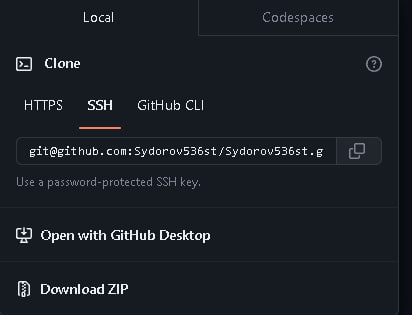 Local
Codespaces
Clone
HTTPS
SSH
GitHub CLI
git@github.com:Sydorov536st/Sydorov536st.g
Use a password-protected SSH key.
Open with GitHub Desktop
Download ZIP